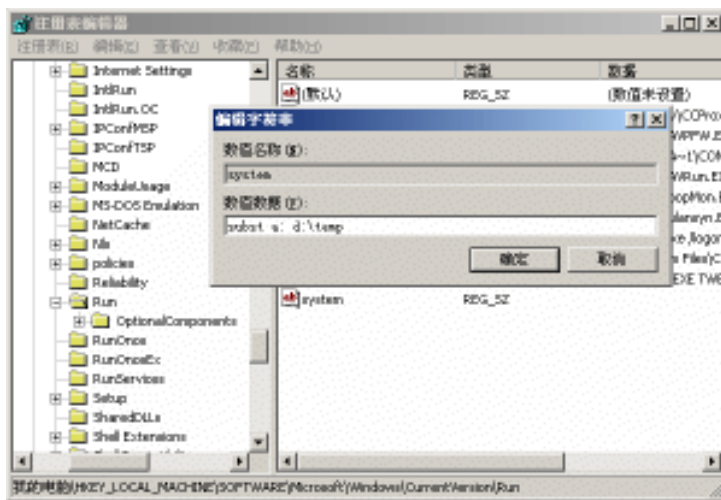 注册表编辑器
注册表(R) 编辑(E) 查看(V) 收藏(F) 帮助(H)
Internet Settings
IntlRun
IntlRun.OC
IPConfMSP
IPConfTSP
MCD
ModuleUsage
MS-DOS Emulation
NetCache
Nls
policies
Reliability
Run
OptionalComponents
RunOnce
RunOnceEx
RunServices
Setup
SharedDLLs
Shell Extensions
名称 类型 数据
(默认) REG_SZ (数值未设置)
编辑字符串
数值名称(N):
system
数值数据(V):
subst u: d:\temp
确定 取消
system REG_SZ
我的电脑\HKEY_LOCAL_MACHINE\SOFTWARE\Microsoft\Windows\CurrentVersion\Run